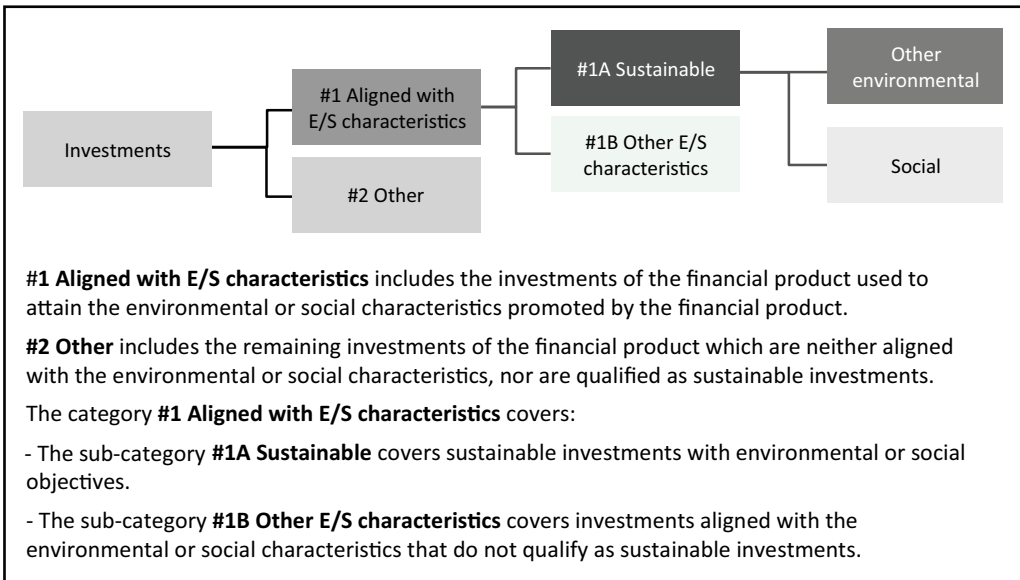 Investments
#1 Aligned with
E/S characteristics
#2 Other
#1A Sustainable
#1B Other E/S
characteristics
Other
environmental
Social
#1 Aligned with E/S characteristics includes the investments of the financial product used to
attain the environmental or social characteristics promoted by the financial product.
#2 Other includes the remaining investments of the financial product which are neither aligned
with the environmental or social characteristics, nor are qualified as sustainable investments.
The category #1 Aligned with E/S characteristics covers:
- The sub-category #1A Sustainable covers sustainable investments with environmental or social
objectives.
- The sub-category #1B Other E/S characteristics covers investments aligned with the
environmental or social characteristics that do not qualify as sustainable investments.